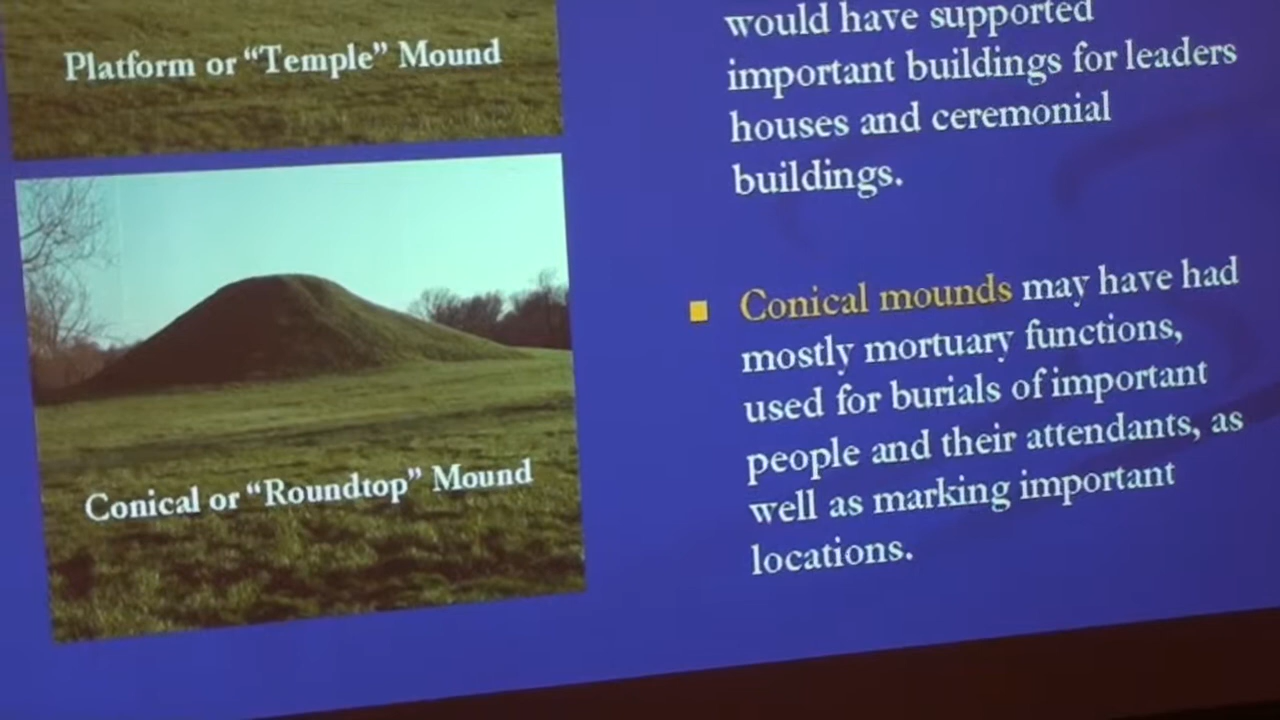 Platform or “Temple” Mound
Conical or “Roundtop” Mound
would have supported
important buildings for leaders
houses and ceremonial
buildings.
Conical mounds may have had
mostly mortuary functions,
used for burials of important
people and their attendants, as
well as marking important
locations.